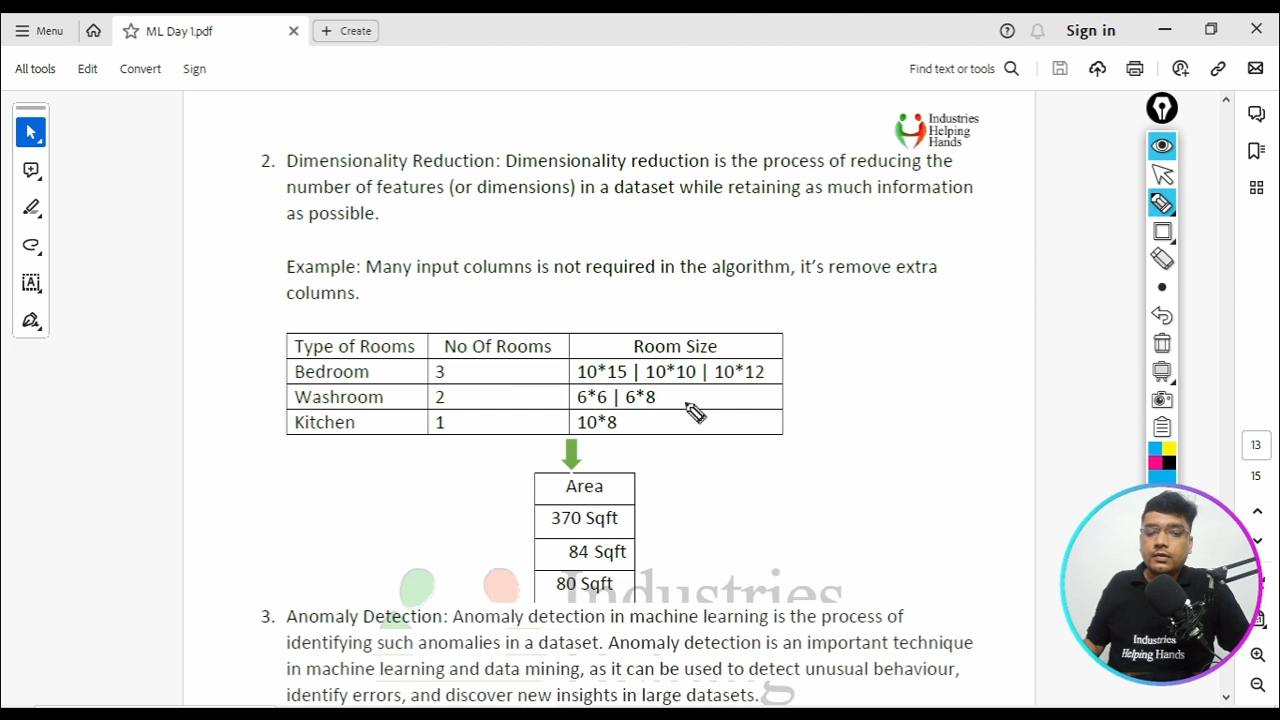 Menu
ML Day 1.pdf
Create
Sign in
All tools
Edit
Convert
Sign
Find text or tools
Industries
Helping
Hands
2. Dimensionality Reduction: Dimensionality reduction is the process of reducing the
number of features (or dimensions) in a dataset while retaining as much information
as possible.
Example: Many input columns is not required in the algorithm, it's remove extra
columns.
Type of Rooms No Of Rooms Room Size
Bedroom 3 10*15 | 10*10 | 10*12
Washroom 2 6*6 | 6*8
Kitchen 1 10*8
Area
370 Sqft
84 Sqft
80 Sqft
Industries
3. Anomaly Detection: Anomaly detection in machine learning is the process of
identifying such anomalies in a dataset. Anomaly detection is an important technique
in machine learning and data mining, as it can be used to detect unusual behaviour,
identify errors, and discover new insights in large datasets.
13
15
Industries
Helping Hands